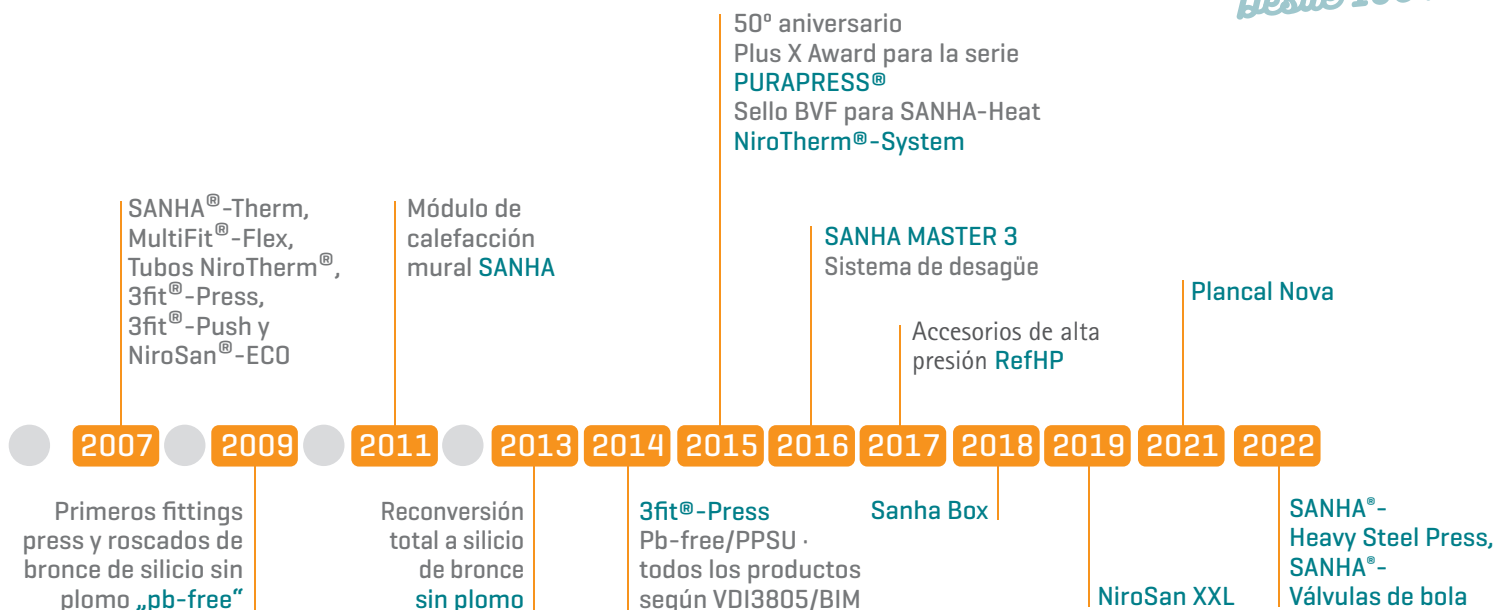 Desde
50º aniversario
Plus X Award para la serie
PURAPRESS®
Sello BVF para SANHA-Heat
NiroTherm®-System
SANHA®-Therm,
MultiFit®-Flex,
Tubos NiroTherm®,
3fit®-Press,
3fit®-Push y
NiroSan®-ECO
Módulo de
calefacción
mural SANHA
SANHA MASTER 3
Sistema de desagüe
Accesorios de alta
presión RefHP
Plancal Nova
2007 2009 2011 2013 2014 2015 2016 2017 2018 2019 2021 2022
Primeros fittings
press y roscados de
bronce de silicio sin
plomo „pb-free“
Reconversión
total a silicio
de bronce
sin plomo
3fit®-Press
Pb-free/PPSU ·
todos los productos
según VDI3805/BIM
Sanha Box
NiroSan XXL
SANHA®-
Heavy Steel Press,
SANHA®-
Válvulas de bola